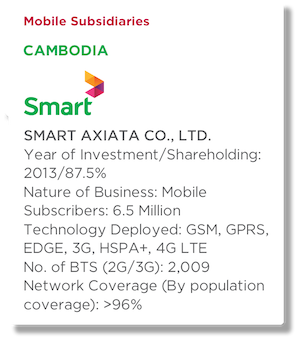 Mobile Subsidiaries
CAMBODIA
Smart
SMART AXIATA CO., LTD.
Year of Investment/Shareholding:
2013/87.5%
Nature of Business: Mobile
Subscribers: 6.5 Million
Technology Deployed: GSM, GPRS,
EDGE, 3G, HSPA+, 4G LTE
No. of BTS (2G/3G): 2,009
Network Coverage (By population
coverage): >96%